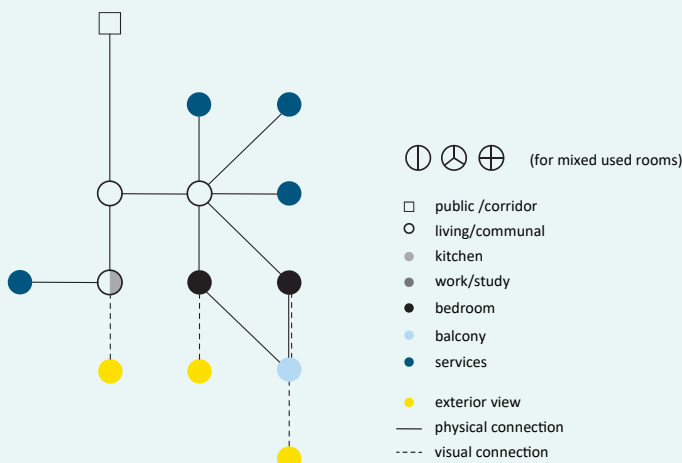 (for mixed used rooms)
public /corridor
living/communal
kitchen
work/study
bedroom
balcony
services
exterior view
physical connection
visual connection